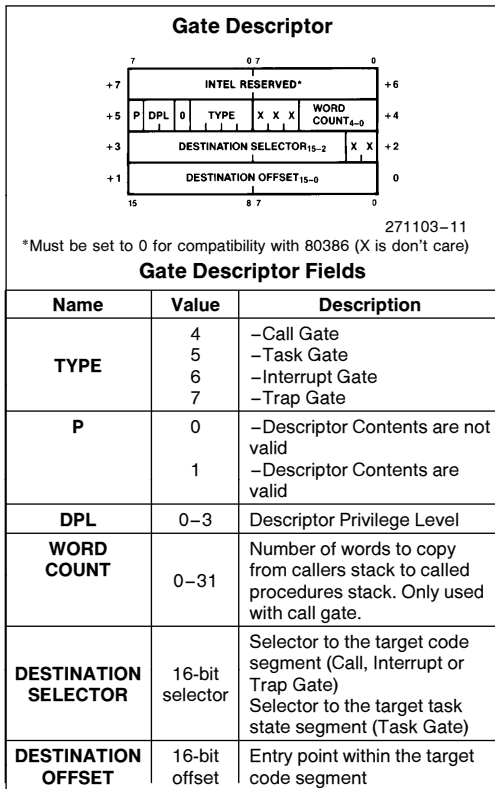 Gate Descriptor
7 0 7 0
+7 INTEL RESERVED* +6
+5 P DPL 0 TYPE X X X WORD COUNT4–0 +4
+3 DESTINATION SELECTOR15–2 X X +2
+1 DESTINATION OFFSET15–0 0
15 8 7 0
271103–11
*Must be set to 0 for compatibility with 80386 (X is don't care)
Gate Descriptor Fields
Name Value Description
TYPE
4 –Call Gate
5 –Task Gate
6 –Interrupt Gate
7 –Trap Gate
P 0 –Descriptor Contents are not
valid
1 –Descriptor Contents are
valid
DPL 0–3 Descriptor Privilege Level
WORD
COUNT
0–31
Number of words to copy
from callers stack to called
procedures stack. Only used
with call gate.
DESTINATION
SELECTOR
16-bit
selector
Selector to the target code
segment (Call, Interrupt or
Trap Gate)
Selector to the target task
state segment (Task Gate)
DESTINATION
OFFSET
16-bit
offset
Entry point within the target
code segment